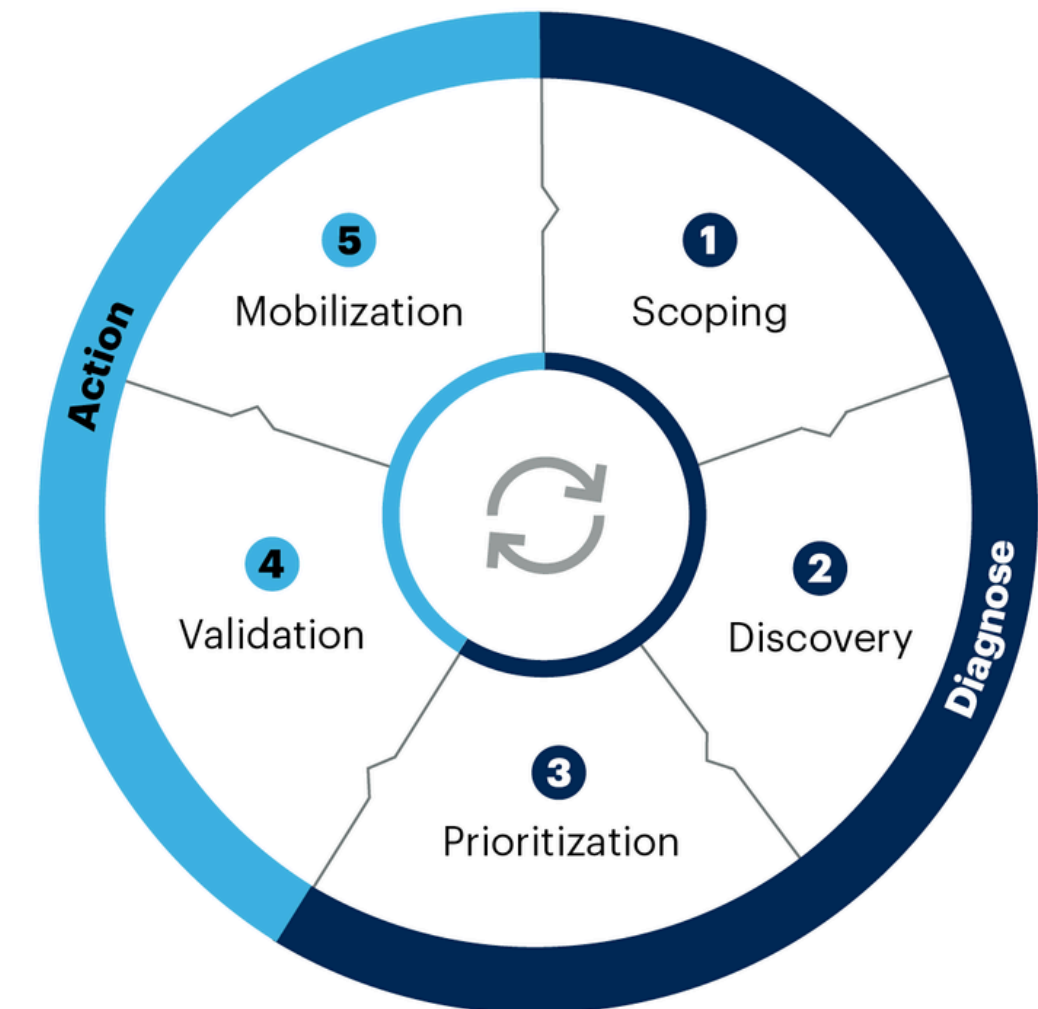 1
Scoping
2
Discovery
3
Prioritization
4
Validation
5
Mobilization
Diagnose
Action